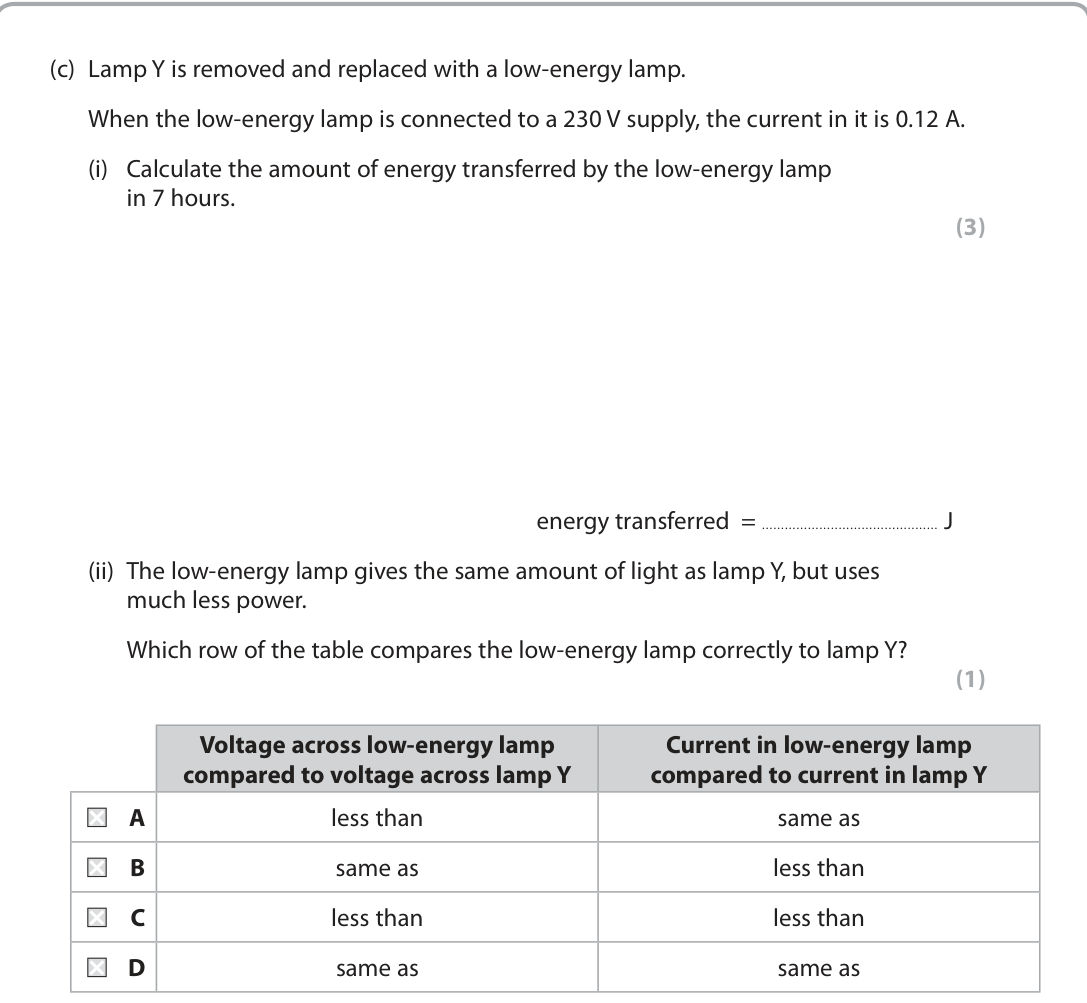 (c) Lamp Y is removed and replaced with a low-energy lamp.
When the low-energy lamp is connected to a 230 V supply, the current in it is 0.12 A.
(i) Calculate the amount of energy transferred by the low-energy lamp
in 7 hours.
(3)
energy transferred = .............................................. J
(ii) The low-energy lamp gives the same amount of light as lamp Y, but uses
much less power.
Which row of the table compares the low-energy lamp correctly to lamp Y?
(1)
Voltage across low-energy lamp
compared to voltage across lamp Y
Current in low-energy lamp
compared to current in lamp Y
A less than same as
B same as less than
C less than less than
D same as same as